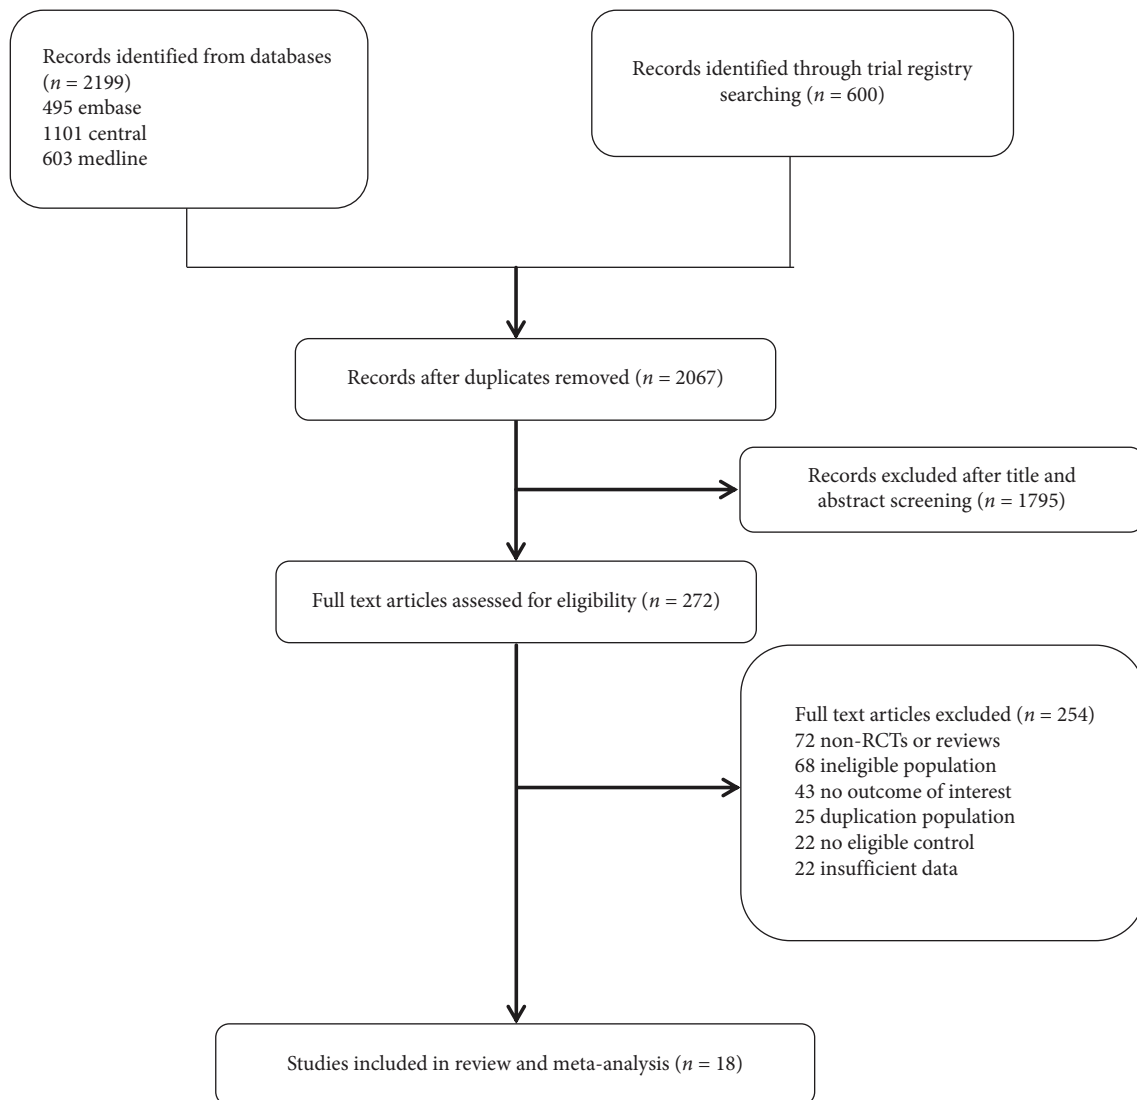 Records identified from databases
(n = 2199)
495 embase
1101 central
603 medline
Records identified through trial registry
searching (n = 600)
Records after duplicates removed (n = 2067)
Records excluded after title and
abstract screening (n = 1795)
Full text articles assessed for eligibility (n = 272)
Full text articles excluded (n = 254)
72 non-RCTs or reviews
68 ineligible population
43 no outcome of interest
25 duplication population
22 no eligible control
22 insufficient data
Studies included in review and meta-analysis (n = 18)